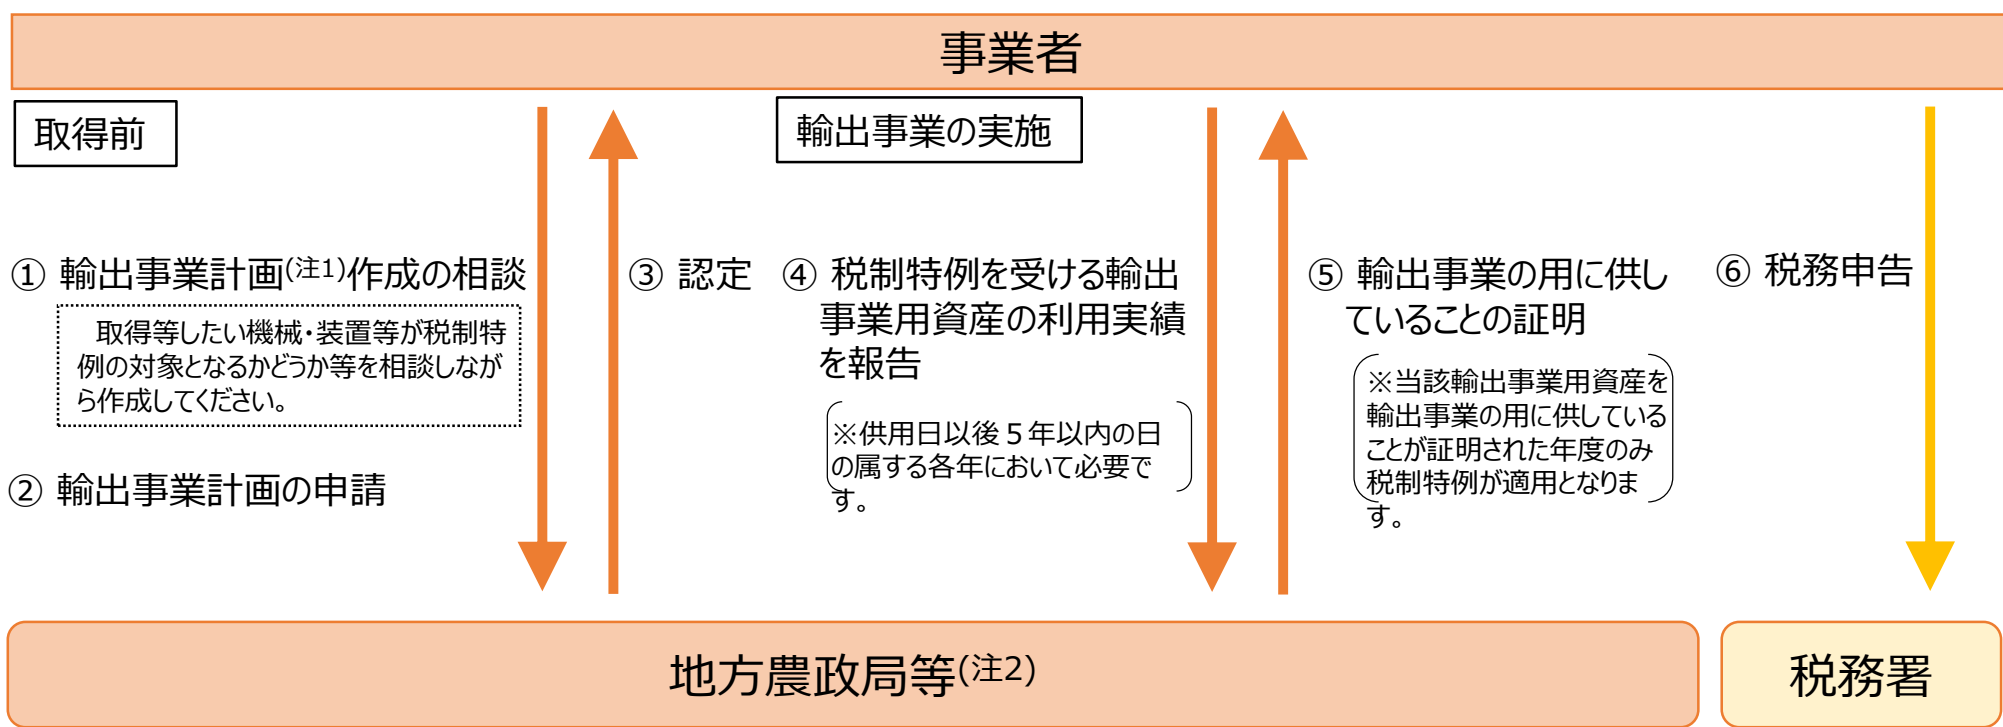 事業者
取得前
① 輸出事業計画(注1)作成の相談
取得等したい機械・装置等が税制特
例の対象となるかどうか等を相談しなが
ら作成してください。
② 輸出事業計画の申請
③ 認定
輸出事業の実施
④ 税制特例を受ける輸出
事業用資産の利用実績
を報告
※供用日以後５年以内の日
の属する各年において必要で
す。
⑤ 輸出事業の用に供し
ていることの証明
※当該輸出事業用資産を
輸出事業の用に供している
ことが証明された年度のみ
税制特例が適用となりま
す。
⑥ 税務申告
地方農政局等(注2)
税務署